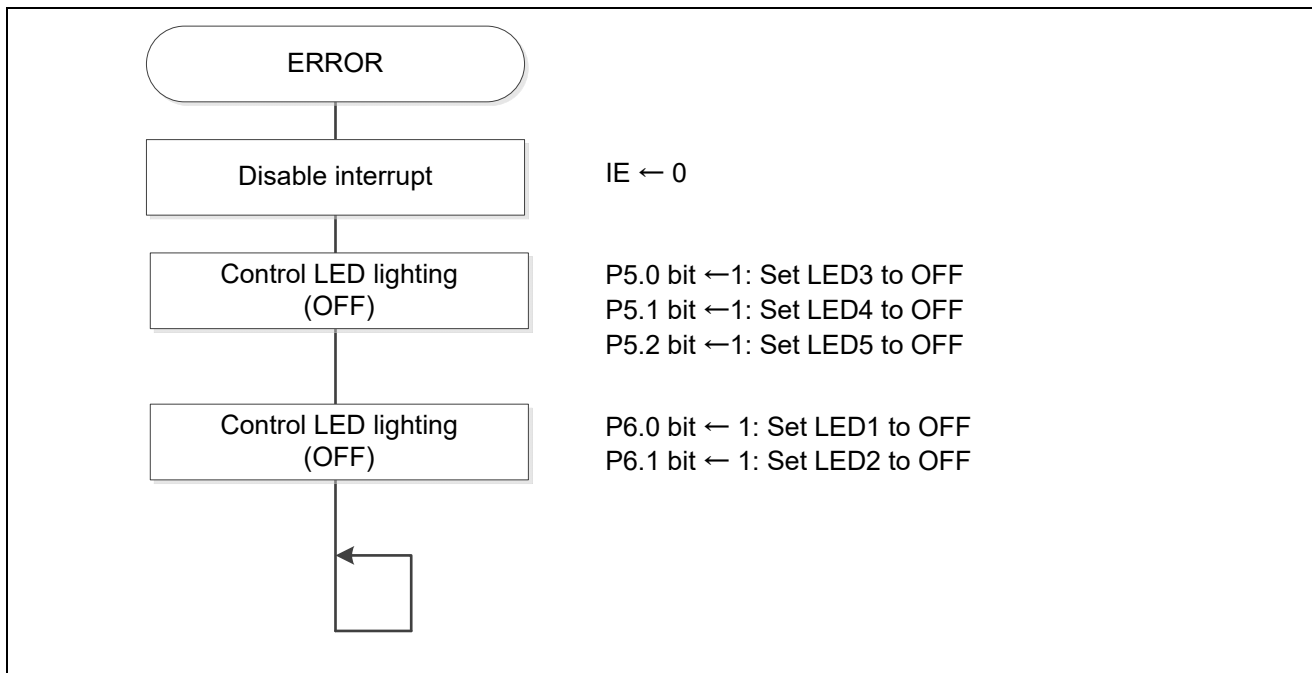 ERROR
Disable interrupt
IE ← 0
Control LED lighting
(OFF)
P5.0 bit ←1: Set LED3 to OFF
P5.1 bit ←1: Set LED4 to OFF
P5.2 bit ←1: Set LED5 to OFF
Control LED lighting
(OFF)
P6.0 bit ← 1: Set LED1 to OFF
P6.1 bit ← 1: Set LED2 to OFF